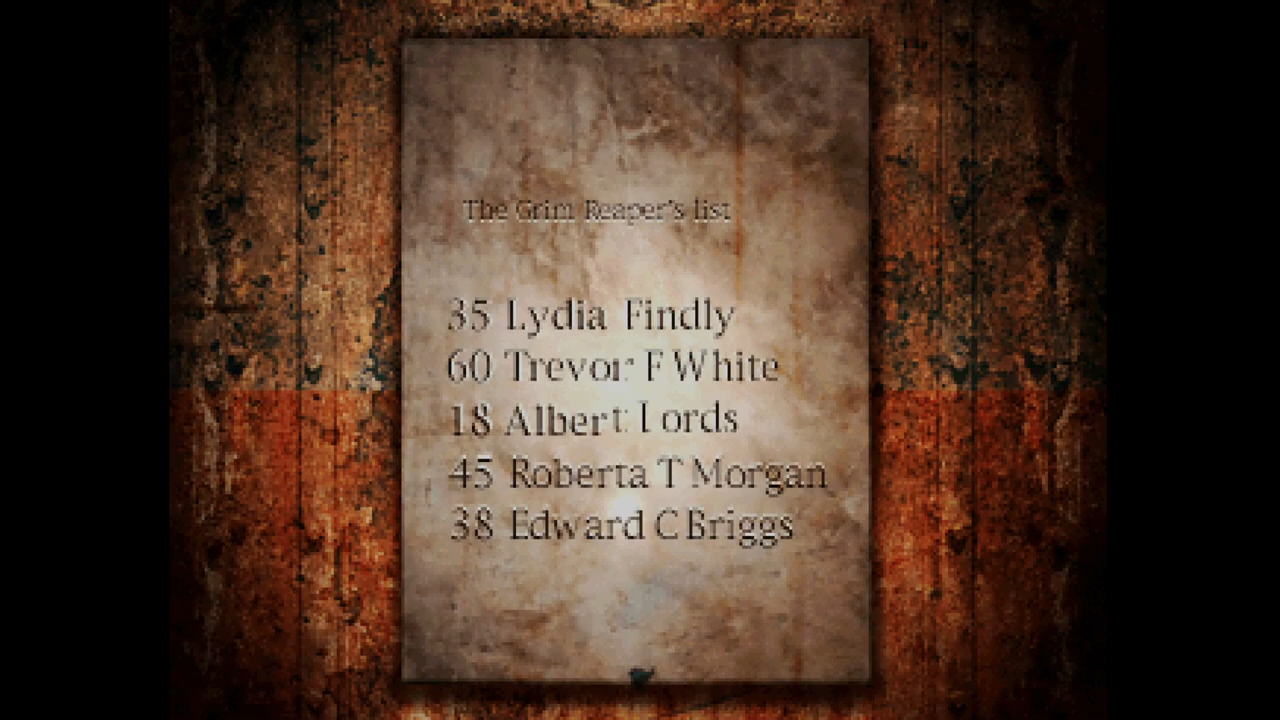 The Grim Reaper's list
35 Lydia Findly
60 Trevor F White
18 Albert Lords
45 Roberta T Morgan
38 Edward C Briggs